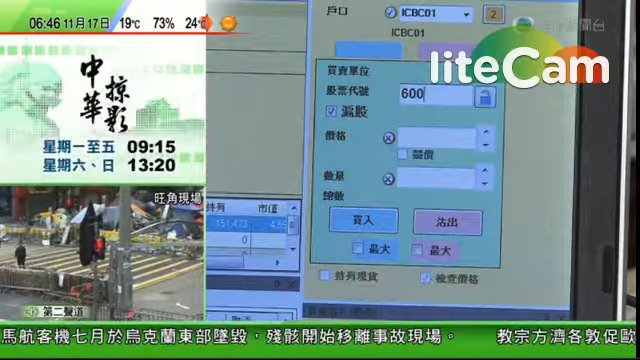 06:46 11月17日 19℃ 73% 24℃
中華掠影
星期一至五 09:15
星期六、日 13:20
旺角現場
第二聲道
戶口 ICBC01 2
ICBC01
liteCam
買賣單位
股票代號 600
滬股
價格
競價
數量
總數
買入 沽出
最大 最大
持有現貨 檢查價格
持有 市值
151,473
0
0
馬航客機七月於烏克蘭東部墜毀，殘骸開始移離事故現場。 教宗方濟各敦促歐